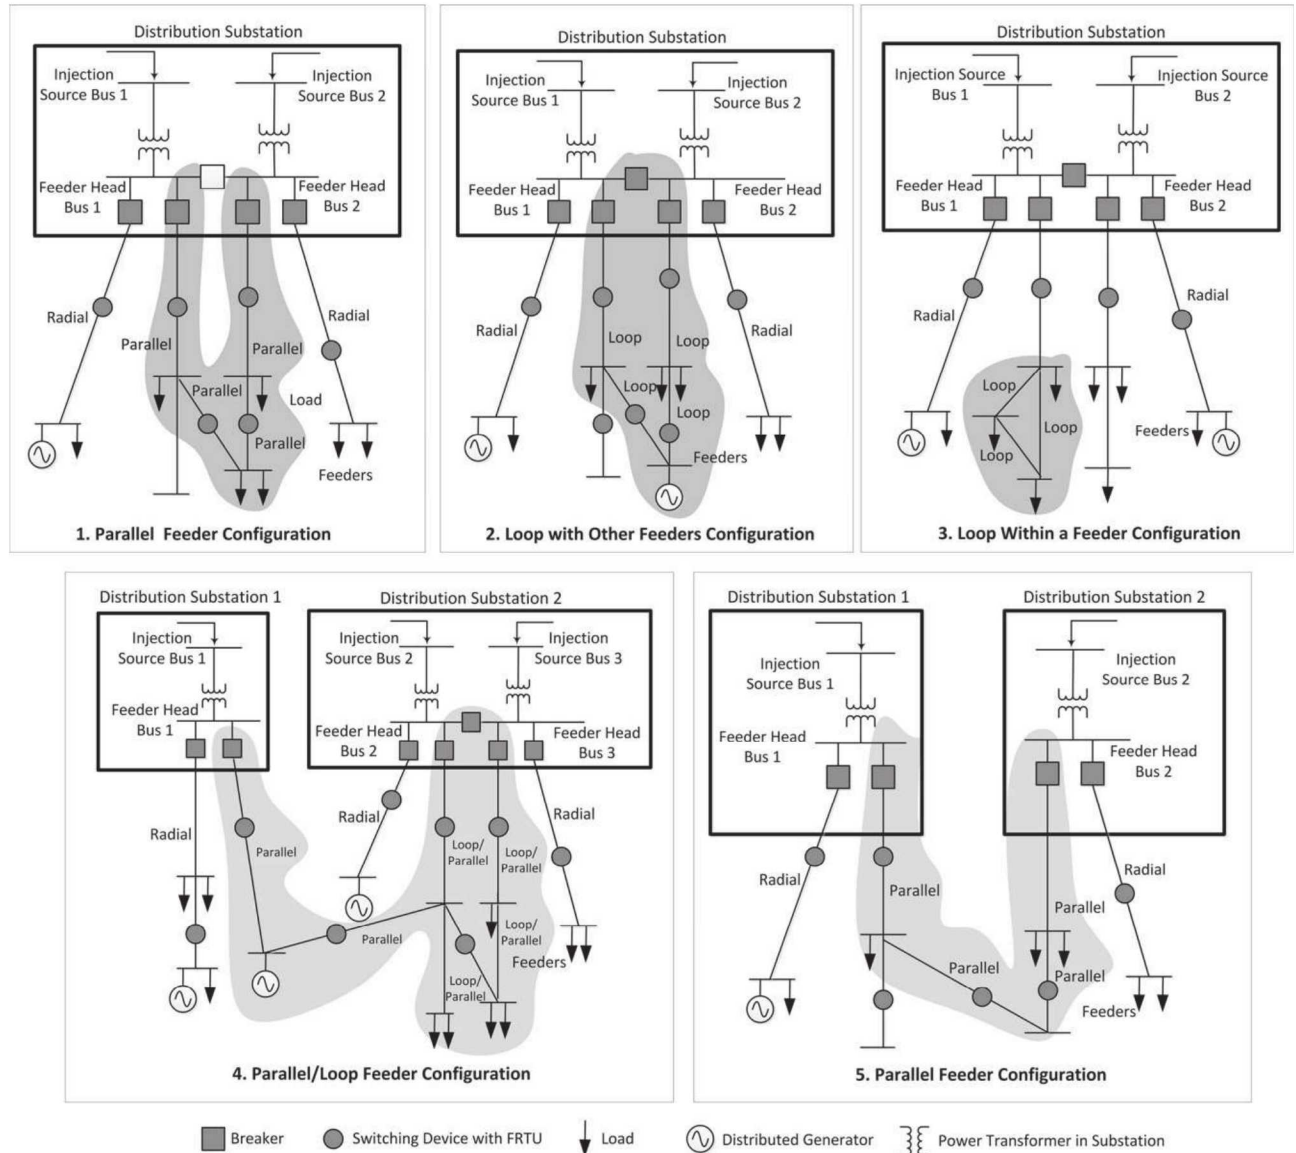 Distribution Substation
Injection
Source Bus 1
Injection
Source Bus 2
Feeder Head
Bus 1
Feeder Head
Bus 2
Radial
Parallel
Parallel
Radial
Parallel
Load
Parallel
Feeders
1. Parallel Feeder Configuration
Distribution Substation
Injection
Source Bus 1
Injection
Source Bus 2
Feeder Head
Bus 1
Feeder Head
Bus 2
Radial
Loop
Loop
Radial
Loop
Loop
Feeders
2. Loop with Other Feeders Configuration
Distribution Substation
Injection Source
Bus 1
Injection Source
Bus 2
Feeder Head
Bus 1
Feeder Head
Bus 2
Radial
Radial
Loop
Loop
Loop
Feeders
3. Loop Within a Feeder Configuration
Distribution Substation 1
Injection
Source Bus 1
Feeder Head
Bus 1
Distribution Substation 2
Injection
Source Bus 2
Injection
Source Bus 3
Feeder Head
Bus 2
Feeder Head
Bus 3
Radial
Parallel
Radial
Loop/
Parallel
Loop/
Parallel
Radial
Parallel
Loop/
Parallel
Loop/
Parallel
Feeders
4. Parallel/Loop Feeder Configuration
Distribution Substation 1
Injection
Source Bus 1
Feeder Head
Bus 1
Distribution Substation 2
Injection
Source Bus 2
Feeder Head
Bus 2
Radial
Parallel
Parallel
Radial
Parallel
Parallel
Feeders
5. Parallel Feeder Configuration
Breaker
Switching Device with FRTU
Load
Distributed Generator
Power Transformer in Substation